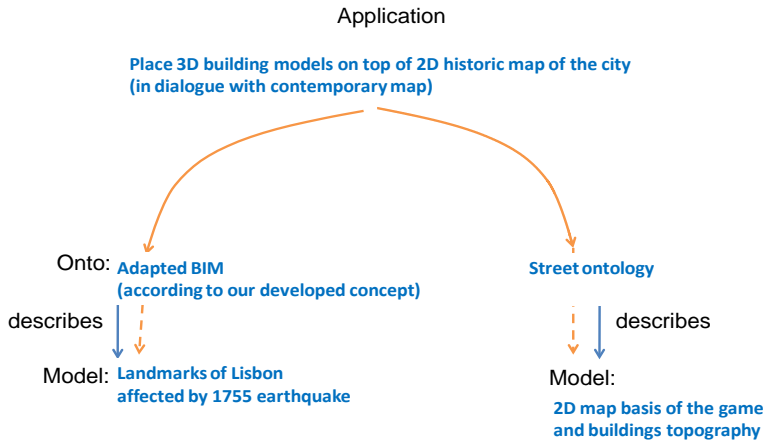 Application
Place 3D building models on top of 2D historic map of the city
(in dialogue with contemporary map)
Onto: Adapted BIM
(according to our developed concept)
Street ontology
describes
describes
Model: Landmarks of Lisbon
affected by 1755 earthquake
Model:
2D map basis of the game
and buildings topography